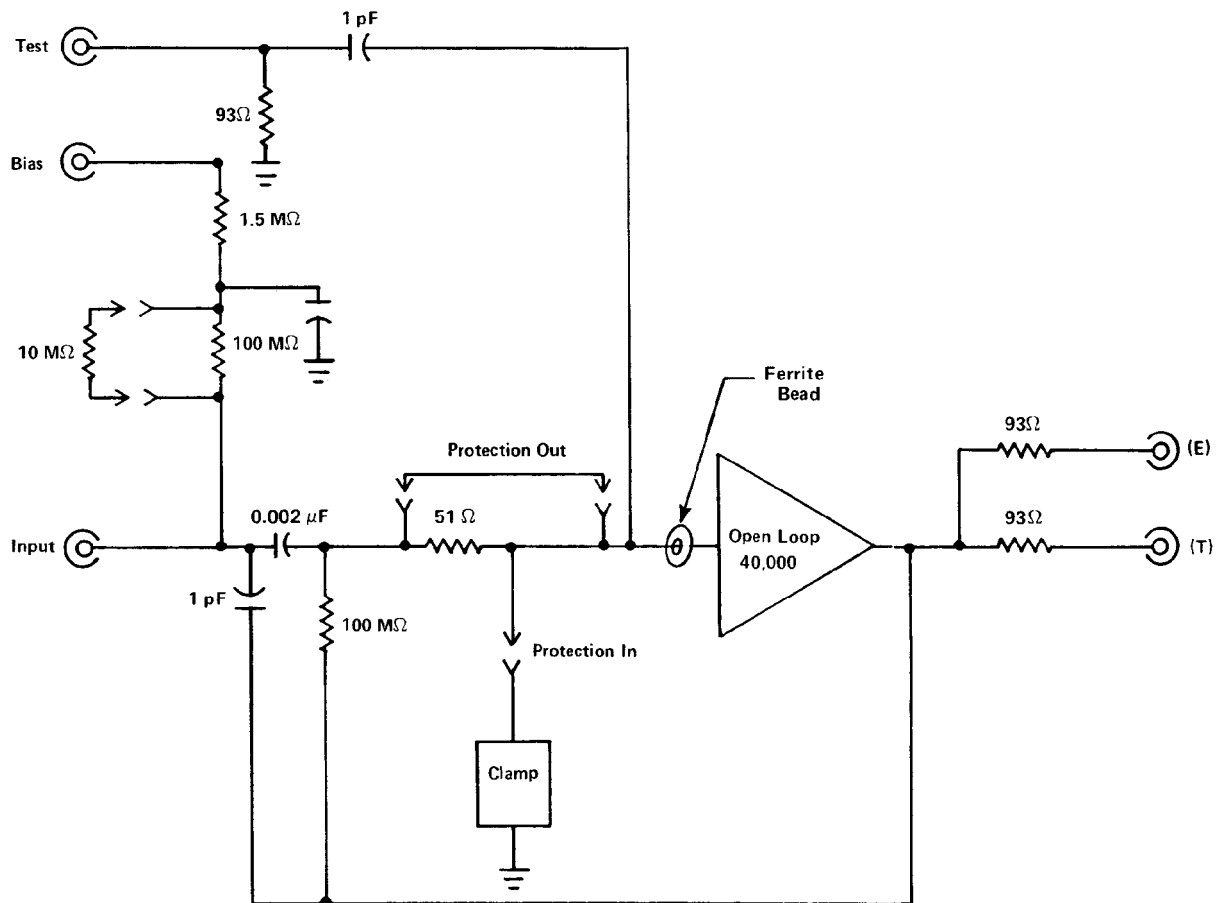 1 pF
Test
93Ω
Bias
1.5 MΩ
10 MΩ
100 MΩ
Ferrite
Bead
93Ω
(E)
Protection Out
0.002 μF
51 Ω
Input
Open Loop
40,000
93Ω
(T)
1 pF
100 MΩ
Protection In
Clamp